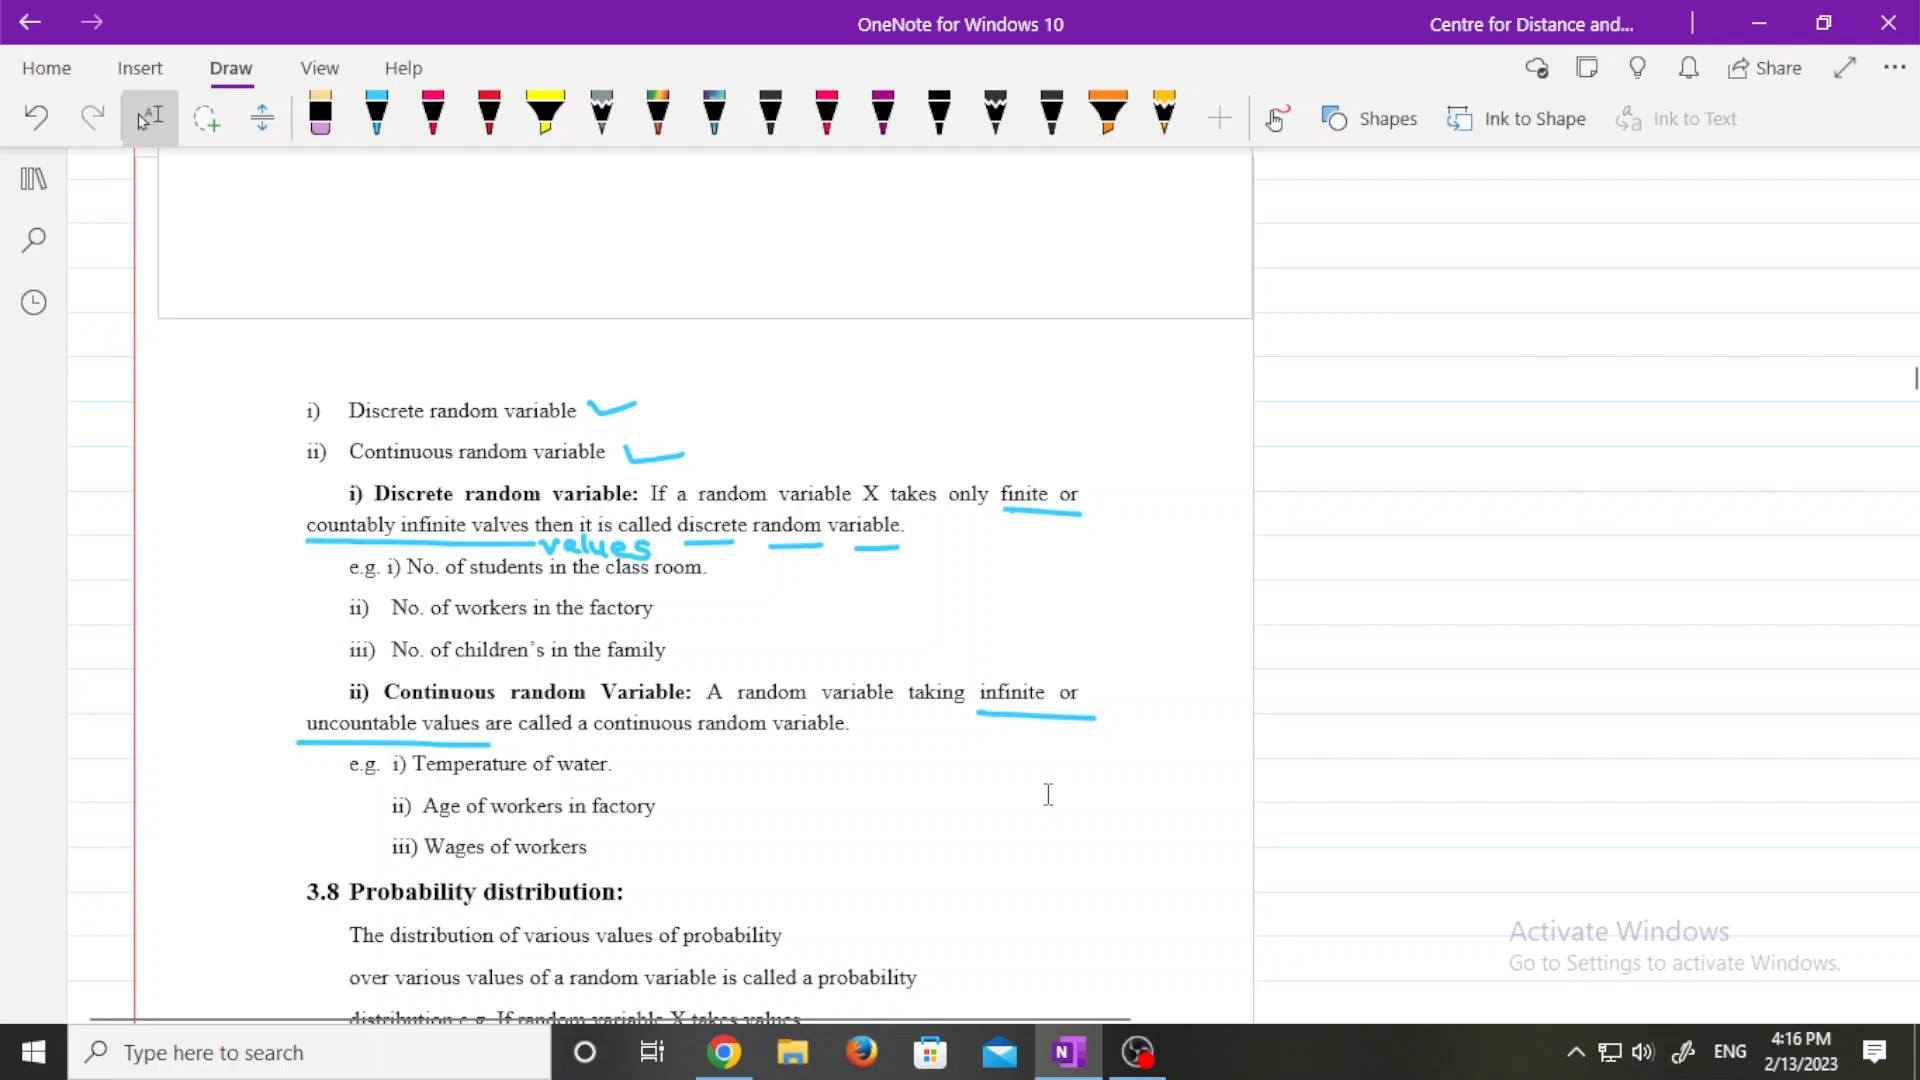 OneNote for Windows 10
Centre for Distance and...
Home Insert Draw View Help
Share
Shapes Ink to Shape Ink to Text
i) Discrete random variable
ii) Continuous random variable
i) Discrete random variable: If a random variable X takes only finite or
countably infinite valves then it is called discrete random variable.
values
e.g. i) No. of students in the class room.
ii) No. of workers in the factory
iii) No. of children's in the family
ii) Continuous random Variable: A random variable taking infinite or
uncountable values are called a continuous random variable.
e.g. i) Temperature of water.
ii) Age of workers in factory
iii) Wages of workers
3.8 Probability distribution:
The distribution of various values of probability
over various values of a random variable is called a probability
distribution e.g. If random variable X takes values
Activate Windows
Go to Settings to activate Windows.
Type here to search
ENG
4:16 PM
2/13/2023